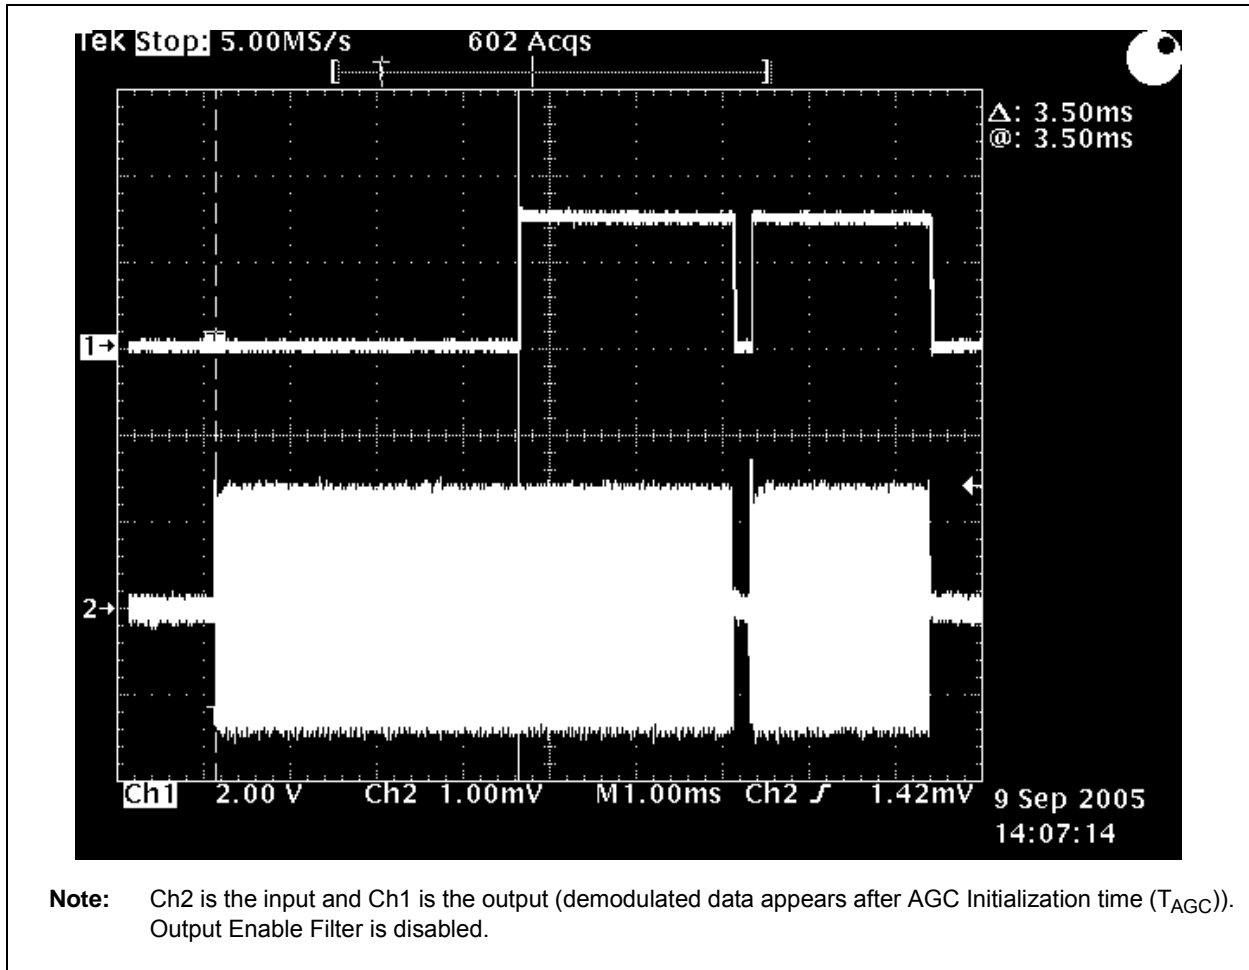 Tek Stop: 5.00MS/s 602 Acqs
Δ: 3.50ms
@: 3.50ms
1→
2→
Ch1 2.00 V Ch2 1.00mV M1.00ms Ch2 ƒ 1.42mV
9 Sep 2005
14:07:14
Note: Ch2 is the input and Ch1 is the output (demodulated data appears after AGC Initialization time (TAGC)).
Output Enable Filter is disabled.